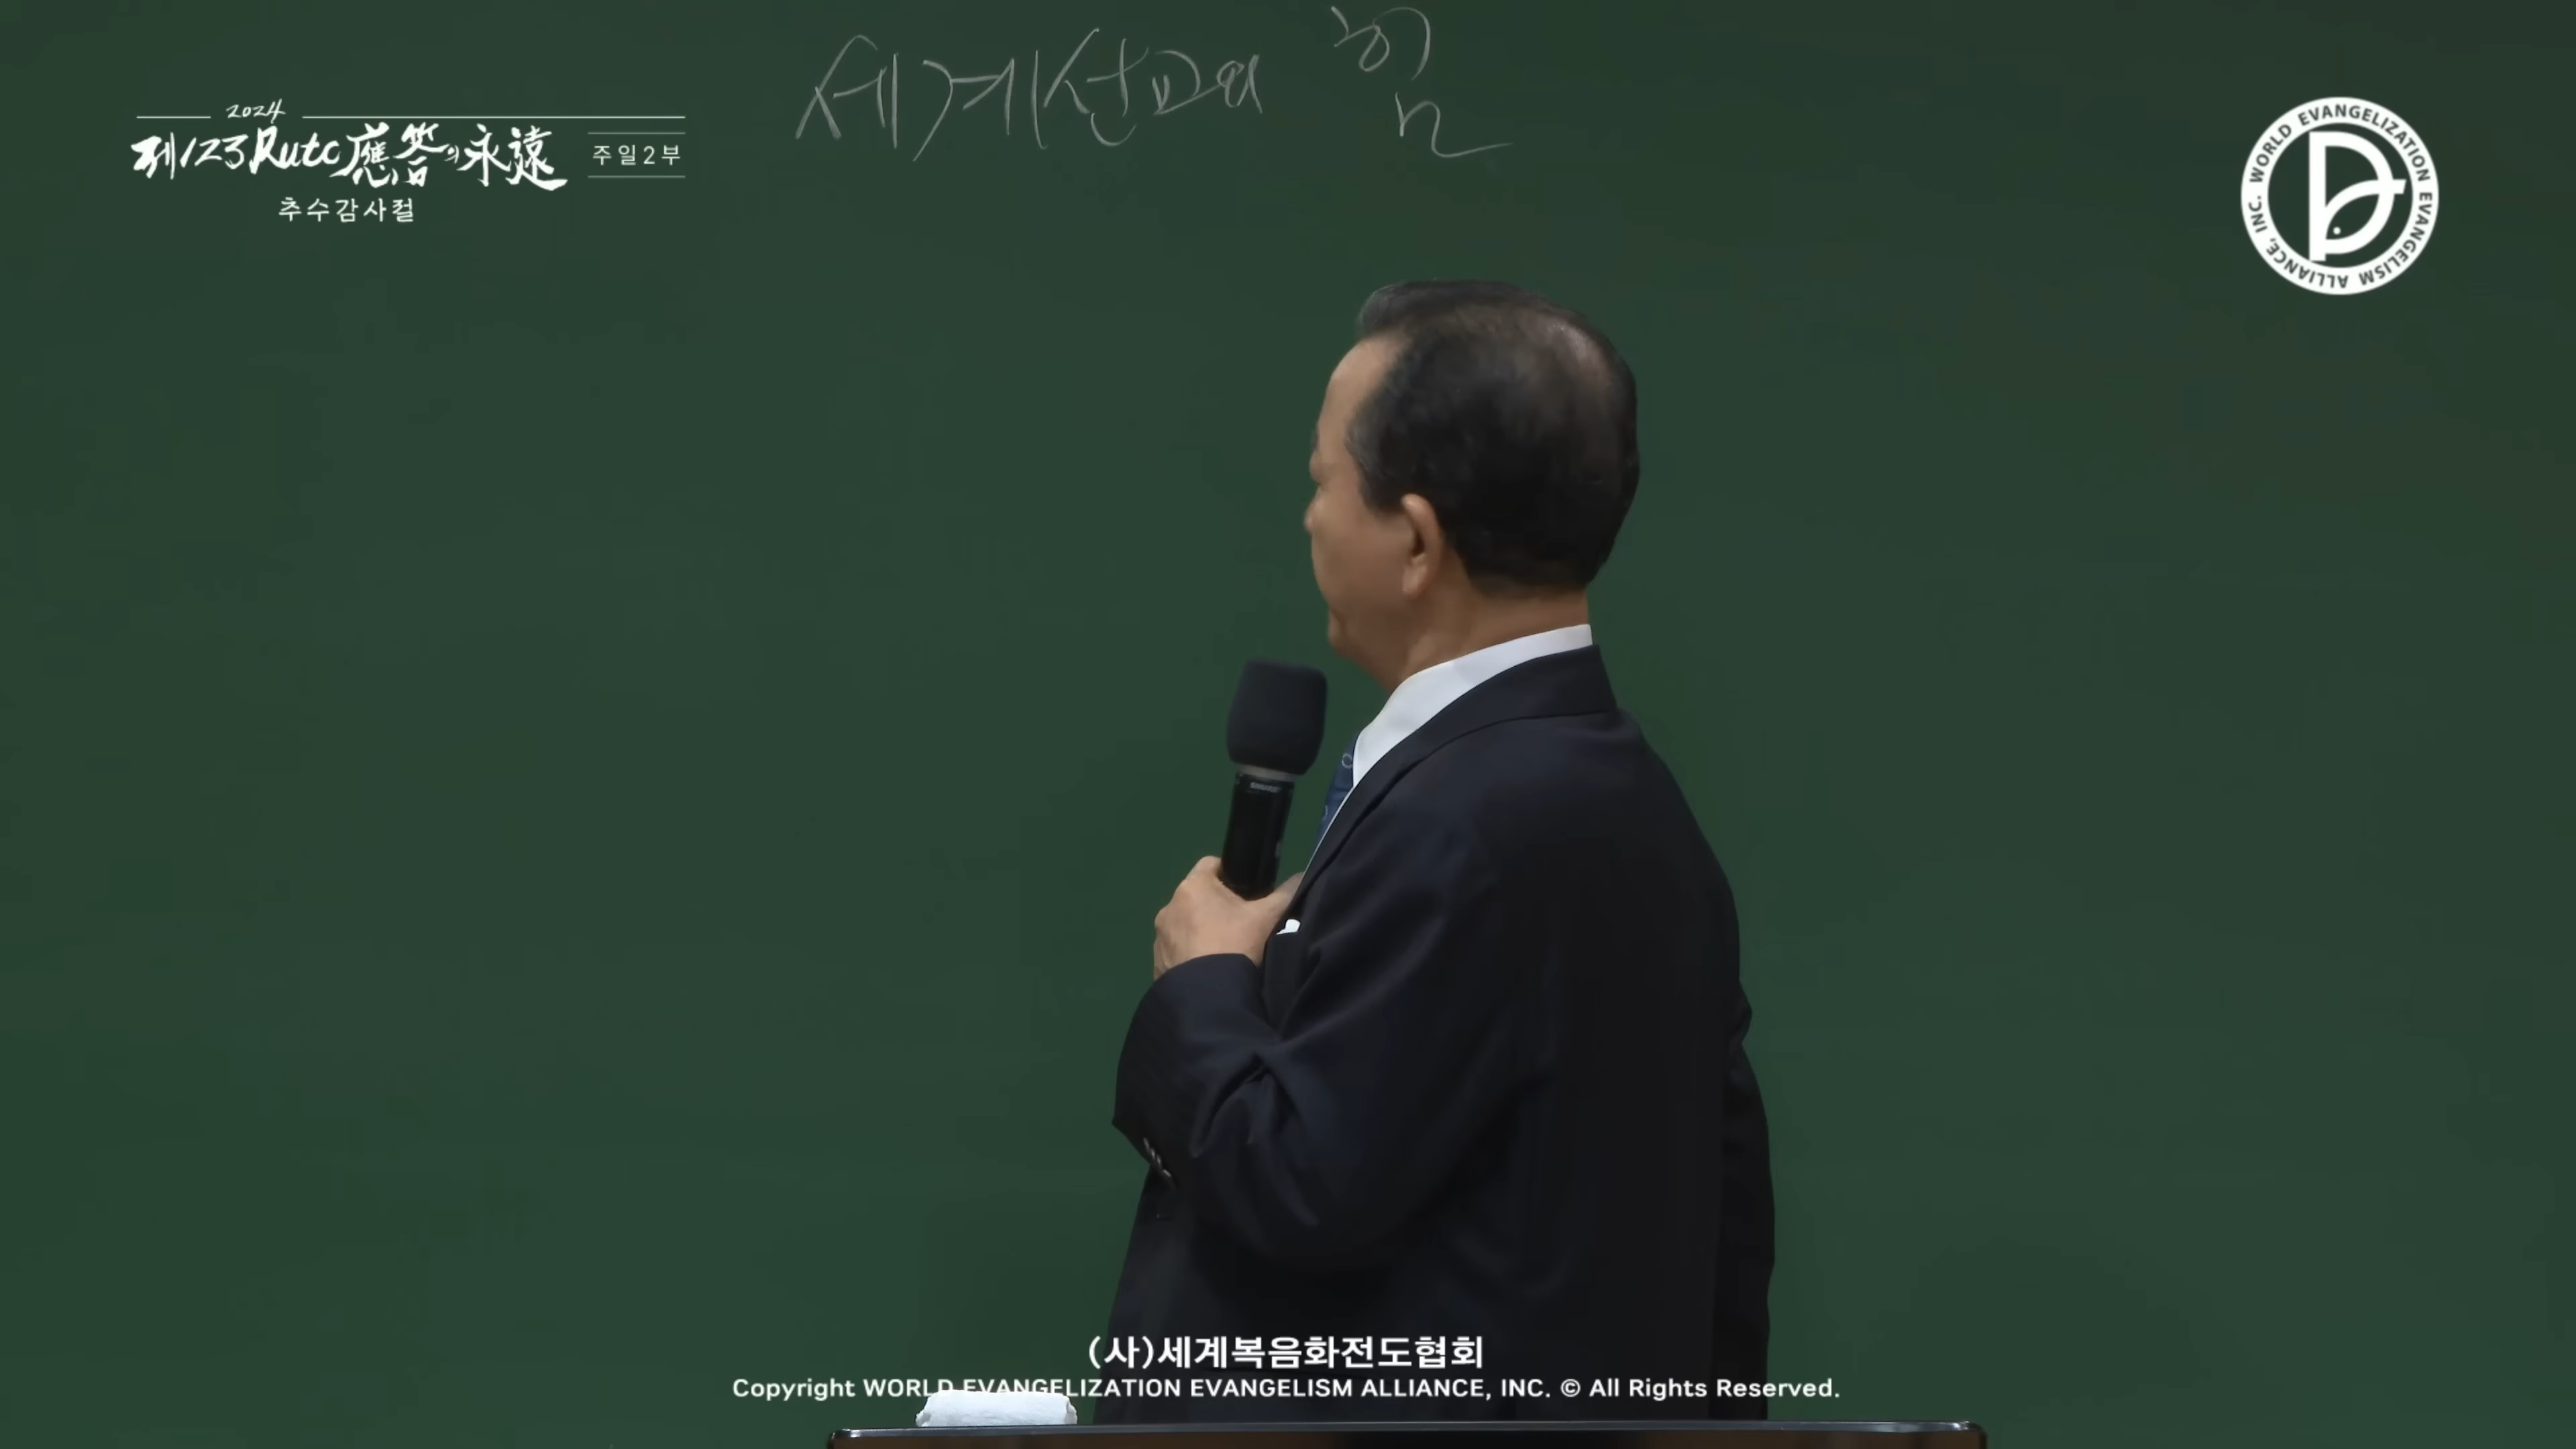 세계선교의 힘
2024
제123 Rutc 應答의 永遠
주일2부
추수감사절
WORLD EVANGELIZATION EVANGELISM ALLIANCE, INC.
SHURE
(사)세계복음화전도협회
Copyright WORLD EVANGELIZATION EVANGELISM ALLIANCE, INC. © All Rights Reserved.